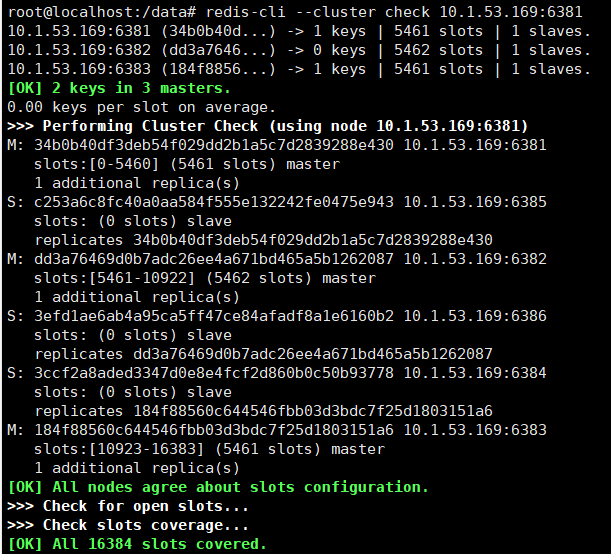 root@localhost:/data# redis-cli --cluster check 10.1.53.169:6381
10.1.53.169:6381 (34b0b40d...) -> 1 keys | 5461 slots | 1 slaves.
10.1.53.169:6382 (dd3a7646...) -> 0 keys | 5462 slots | 1 slaves.
10.1.53.169:6383 (184f8856...) -> 1 keys | 5461 slots | 1 slaves.
[OK] 2 keys in 3 masters.
0.00 keys per slot on average.
>>> Performing Cluster Check (using node 10.1.53.169:6381)
M: 34b0b40df3deb54f029dd2b1a5c7d2839288e430 10.1.53.169:6381
   slots:[0-5460] (5461 slots) master
   1 additional replica(s)
S: c253a6c8fc40a0aa584f555e132242fe0475e943 10.1.53.169:6385
   slots: (0 slots) slave
   replicates 34b0b40df3deb54f029dd2b1a5c7d2839288e430
M: dd3a76469d0b7adc26ee4a671bd465a5b1262087 10.1.53.169:6382
   slots:[5461-10922] (5462 slots) master
   1 additional replica(s)
S: 3efd1ae6ab4a95ca5ff47ce84afadf8a1e6160b2 10.1.53.169:6386
   slots: (0 slots) slave
   replicates dd3a76469d0b7adc26ee4a671bd465a5b1262087
S: 3ccf2a8aded3347d0e8e4fcf2d860b0c50b93778 10.1.53.169:6384
   slots: (0 slots) slave
   replicates 184f88560c644546fbb03d3bdc7f25d1803151a6
M: 184f88560c644546fbb03d3bdc7f25d1803151a6 10.1.53.169:6383
   slots:[10923-16383] (5461 slots) master
   1 additional replica(s)
[OK] All nodes agree about slots configuration.
>>> Check for open slots...
>>> Check slots coverage...
[OK] All 16384 slots covered.